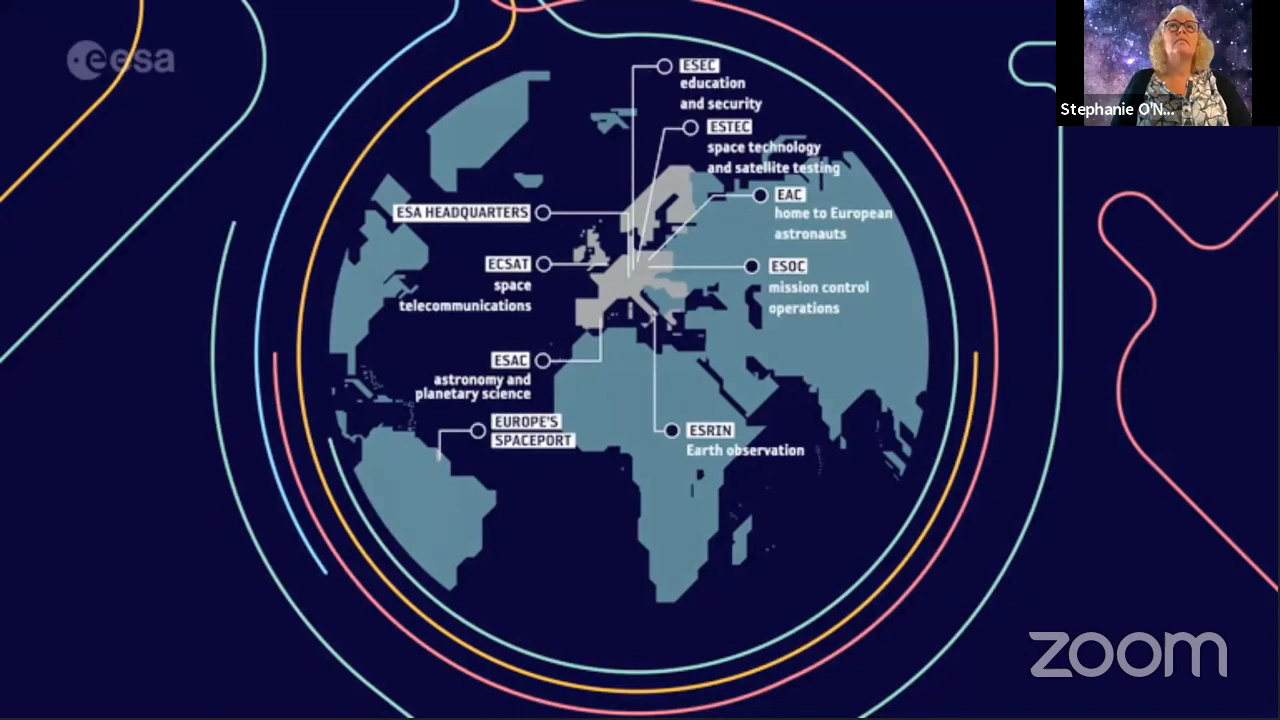 esa
Stephanie O'N...
ESEC
education
and security
ESTEC
space technology
and satellite testing
EAC
home to European
astronauts
ESA HEADQUARTERS
ECSAT
space
telecommunications
ESOC
mission control
operations
ESAC
astronomy and
planetary science
EUROPE'S
SPACEPORT
ESRIN
Earth observation
zoom